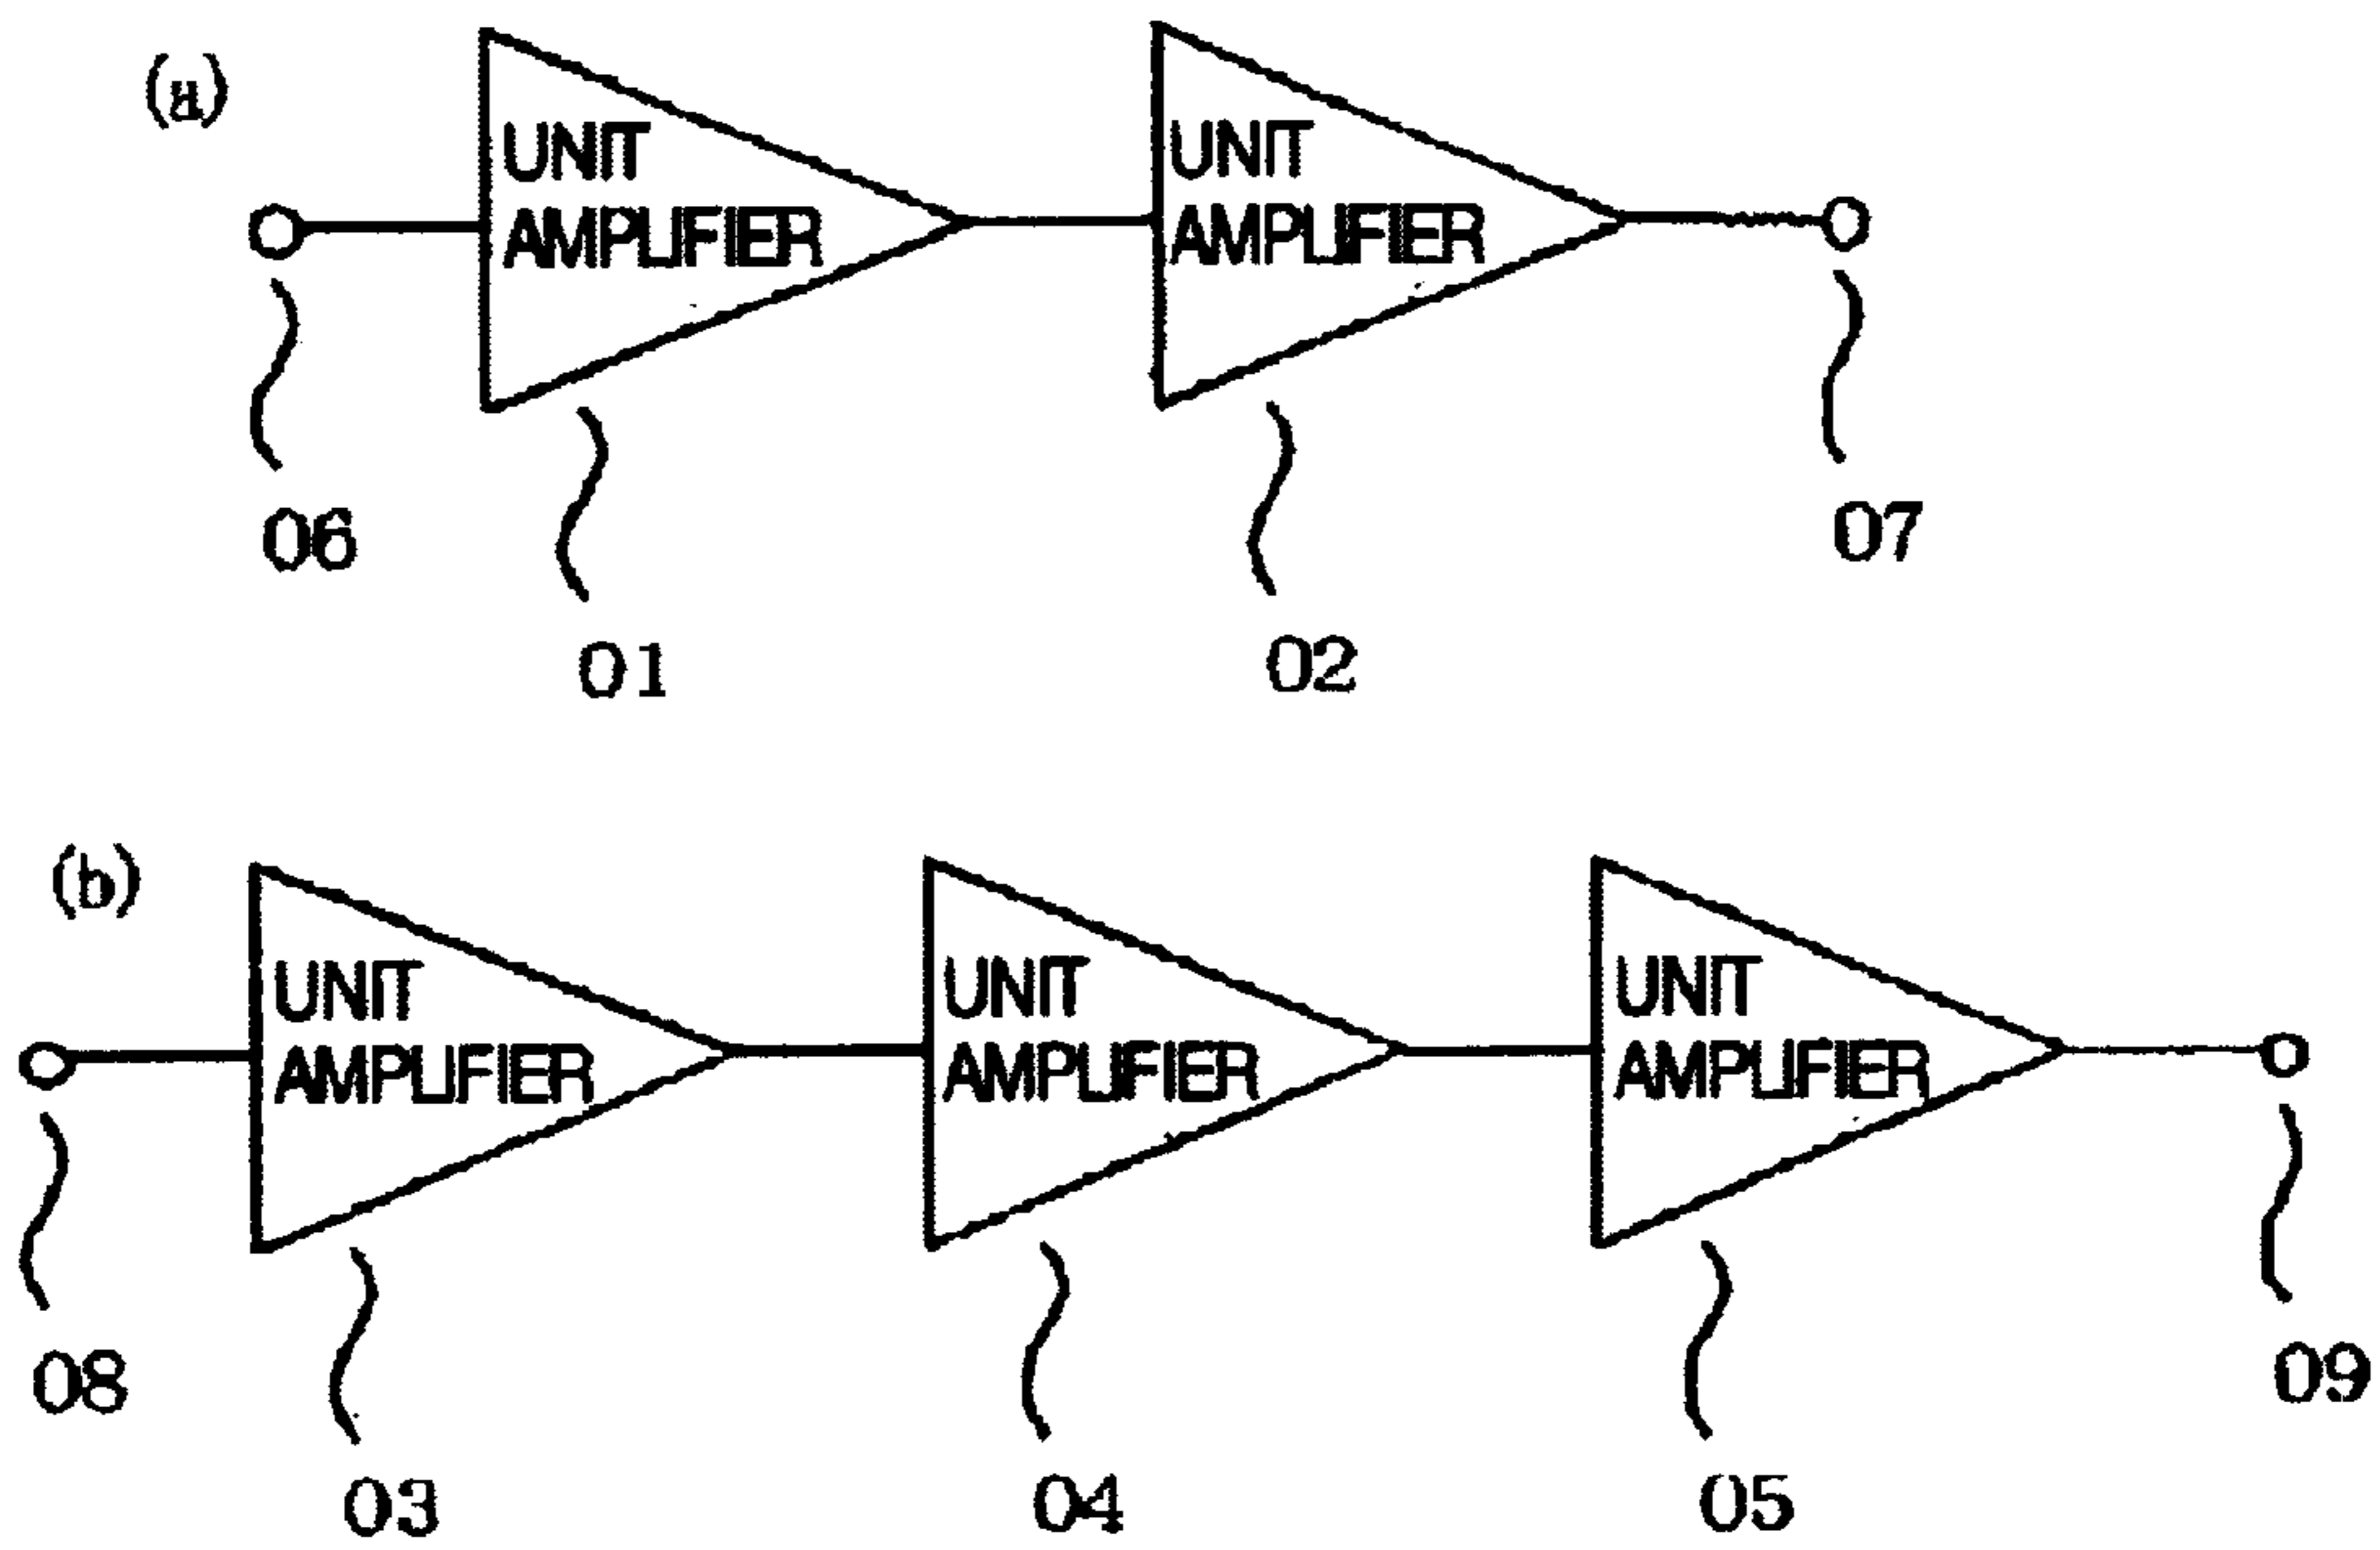 (a)
UNIT
AMPLIFIER
UNIT
AMPLIFIER
06
07
01
02
(b)
UNIT
AMPLIFIER
UNIT
AMPLIFIER
UNIT
AMPLIFIER
08
09
03
04
05